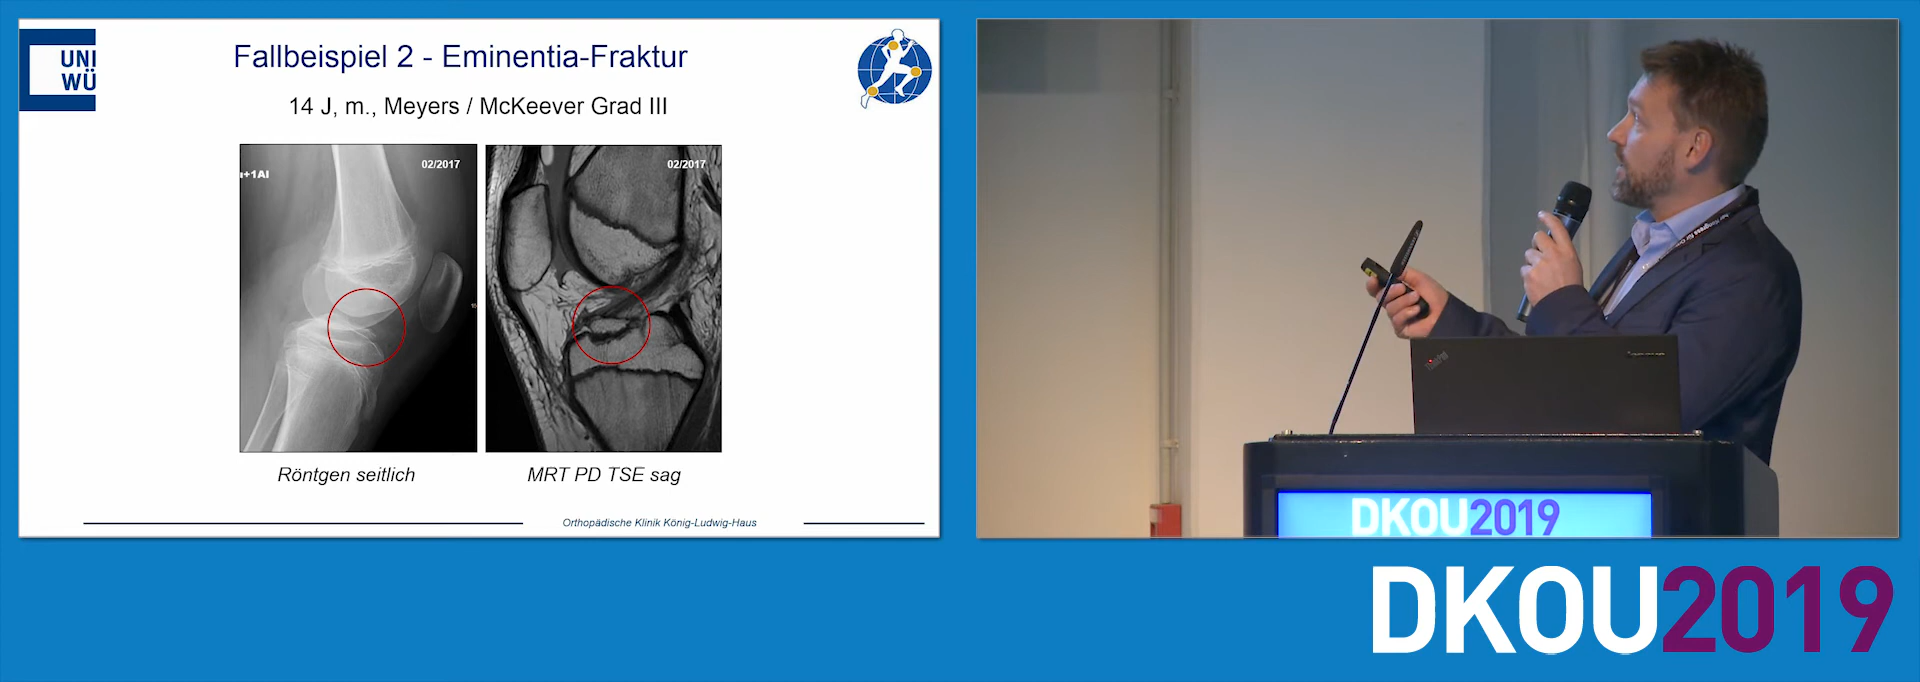 UNI
WÜ
Fallbeispiel 2 - Eminentia-Fraktur
14 J, m., Meyers / McKeever Grad III
02/2017
+1AI
02/2017
Röntgen seitlich
MRT PD TSE sag
Orthopädische Klinik König-Ludwig-Haus
DKOU2019
DKOU2019